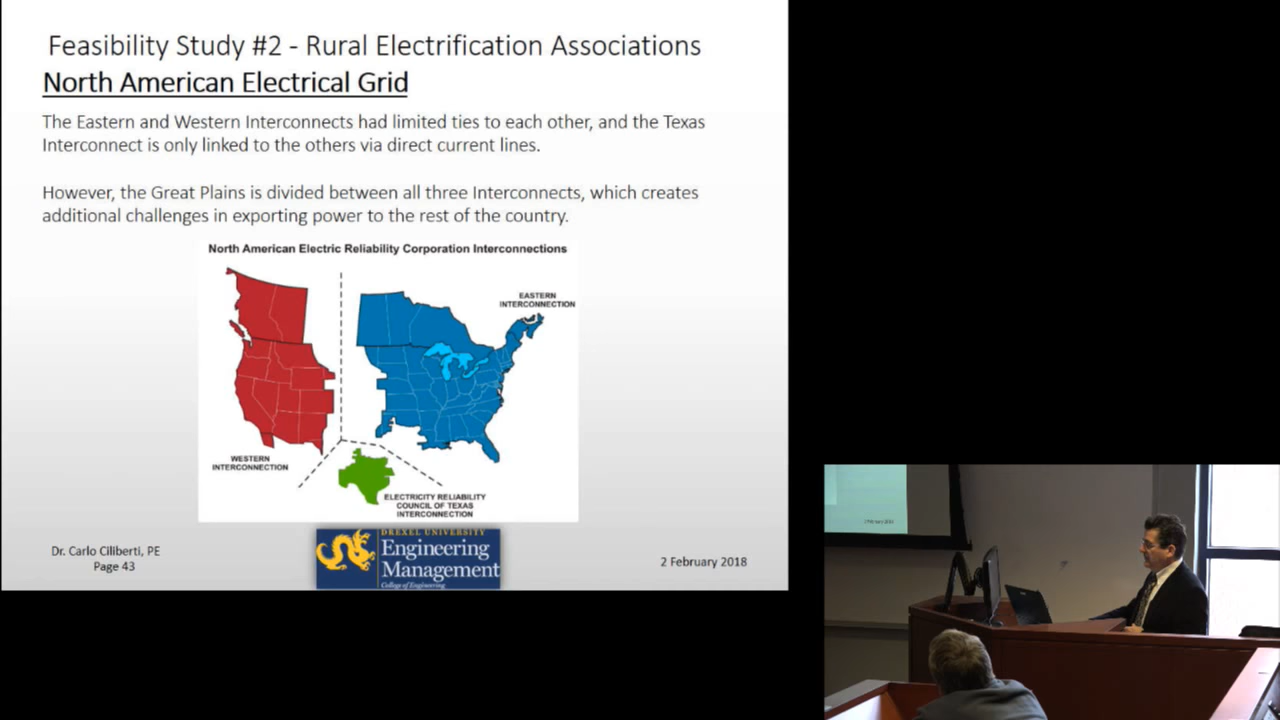 Feasibility Study #2 - Rural Electrification Associations
North American Electrical Grid
The Eastern and Western Interconnects had limited ties to each other, and the Texas
Interconnect is only linked to the others via direct current lines.
However, the Great Plains is divided between all three Interconnects, which creates
additional challenges in exporting power to the rest of the country.
North American Electric Reliability Corporation Interconnections
EASTERN
INTERCONNECTION
WESTERN
INTERCONNECTION
ELECTRICITY RELIABILITY
COUNCIL OF TEXAS
INTERCONNECTION
DREXEL UNIVERSITY
Engineering
Management
College of Engineering
Dr. Carlo Ciliberti, PE
Page 43
2 February 2018
2 February 2018